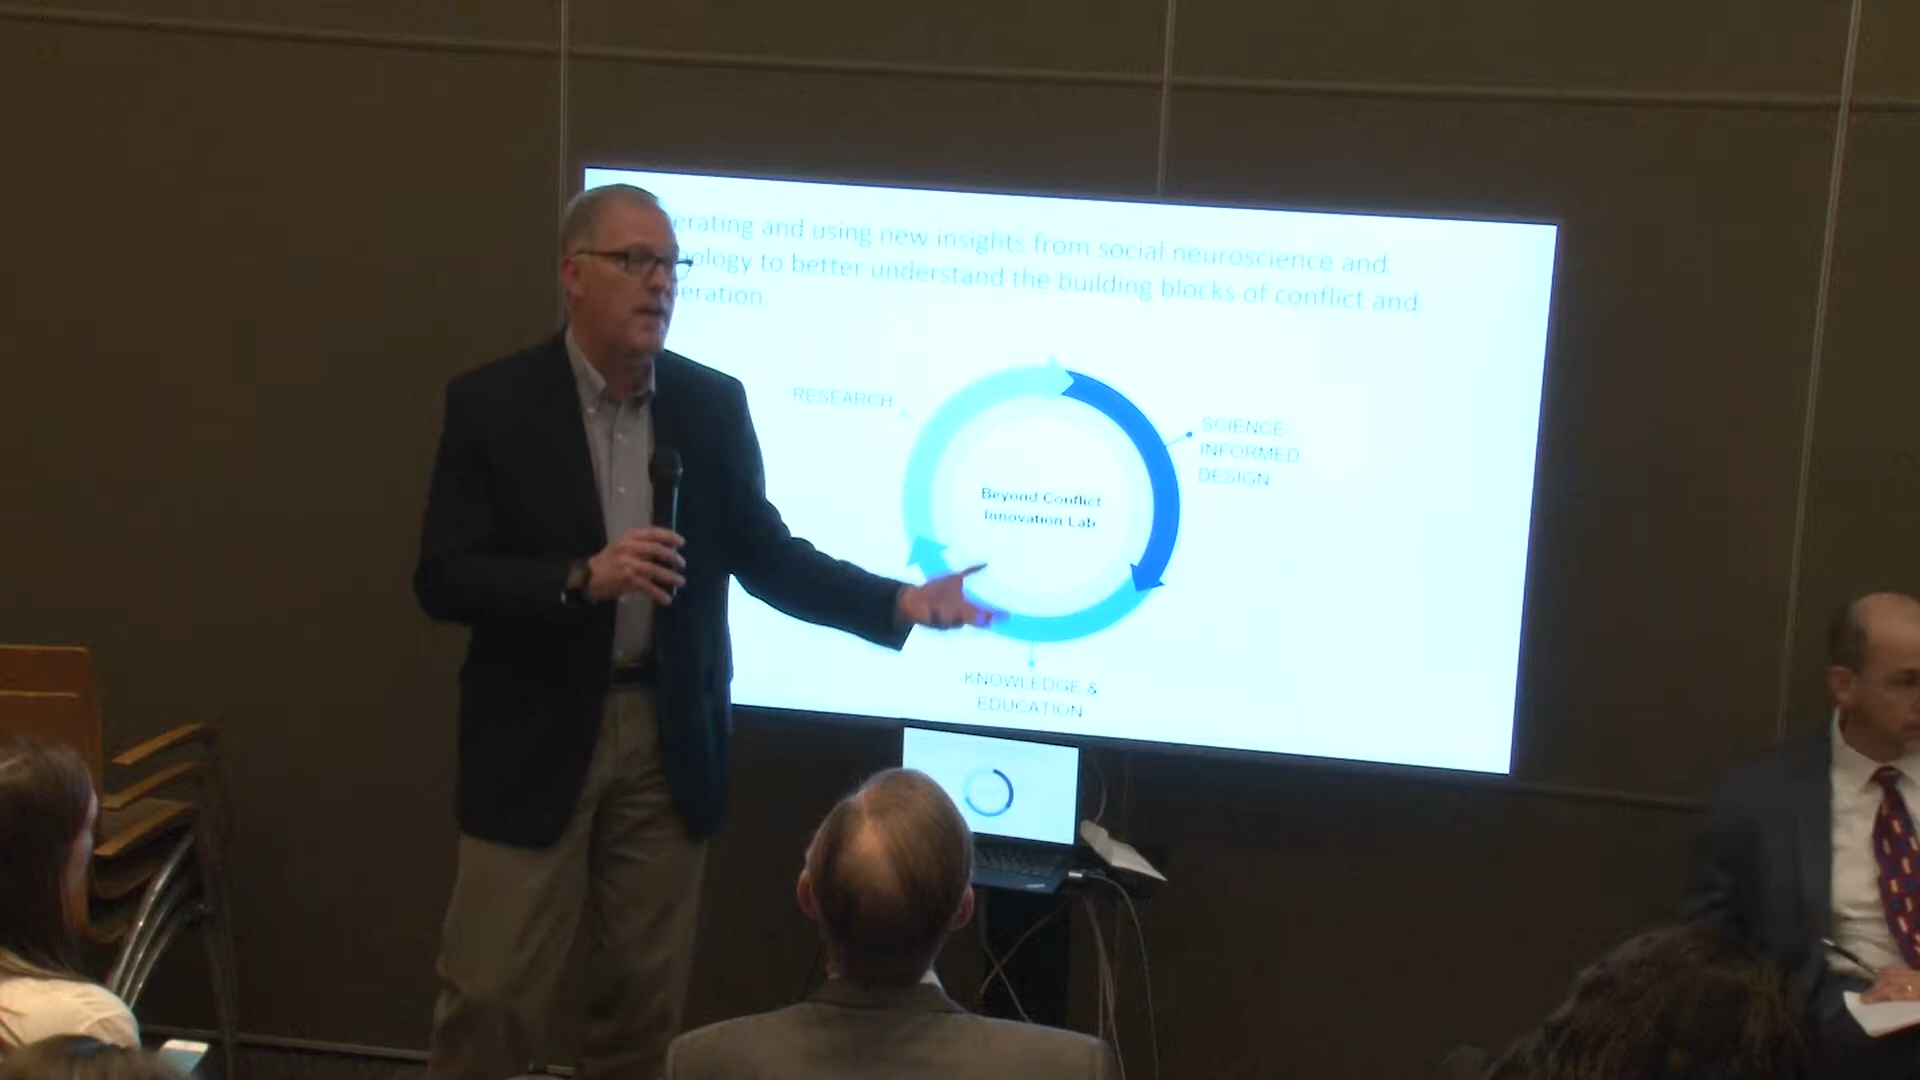 erating and using new insights from social neuroscience and
ology to better understand the building blocks of conflict and
eration.
RESEARCH
SCIENCE-
INFORMED
DESIGN
Beyond Conflict
Innovation Lab
KNOWLEDGE &
EDUCATION